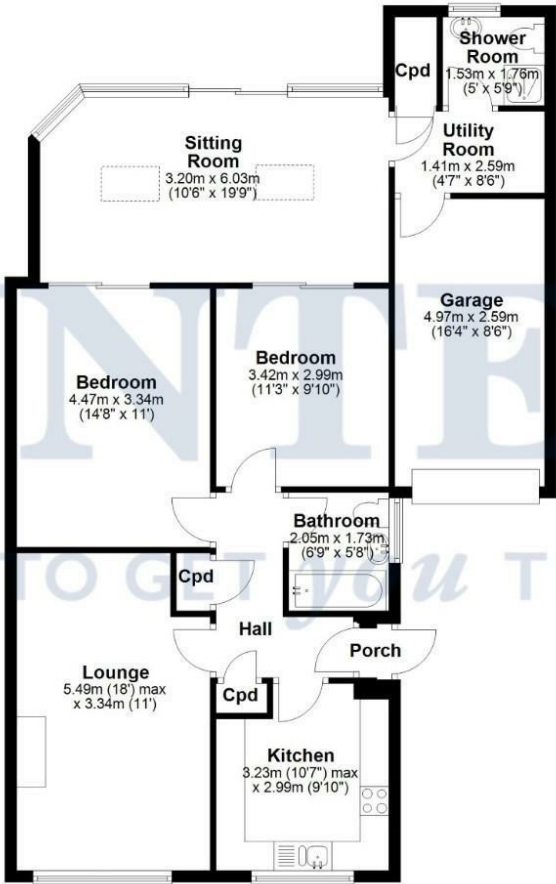 Shower
Room
1.53m x 1.76m
(5' x 5'9")
Cpd
Utility
Room
1.41m x 2.59m
(4'7" x 8'6")
Sitting
Room
3.20m x 6.03m
(10'6" x 19'9")
Garage
4.97m x 2.59m
(16'4" x 8'6")
Bedroom
3.42m x 2.99m
(11'3" x 9'10")
Bedroom
4.47m x 3.34m
(14'8" x 11')
NTE
Bathroom
2.05m x 1.73m
(6'9" x 5'8")
TO GET you T
Cpd
Hall
Porch
Lounge
5.49m (18') max
x 3.34m (11')
Cpd
Kitchen
3.23m (10'7") max
x 2.99m (9'10")